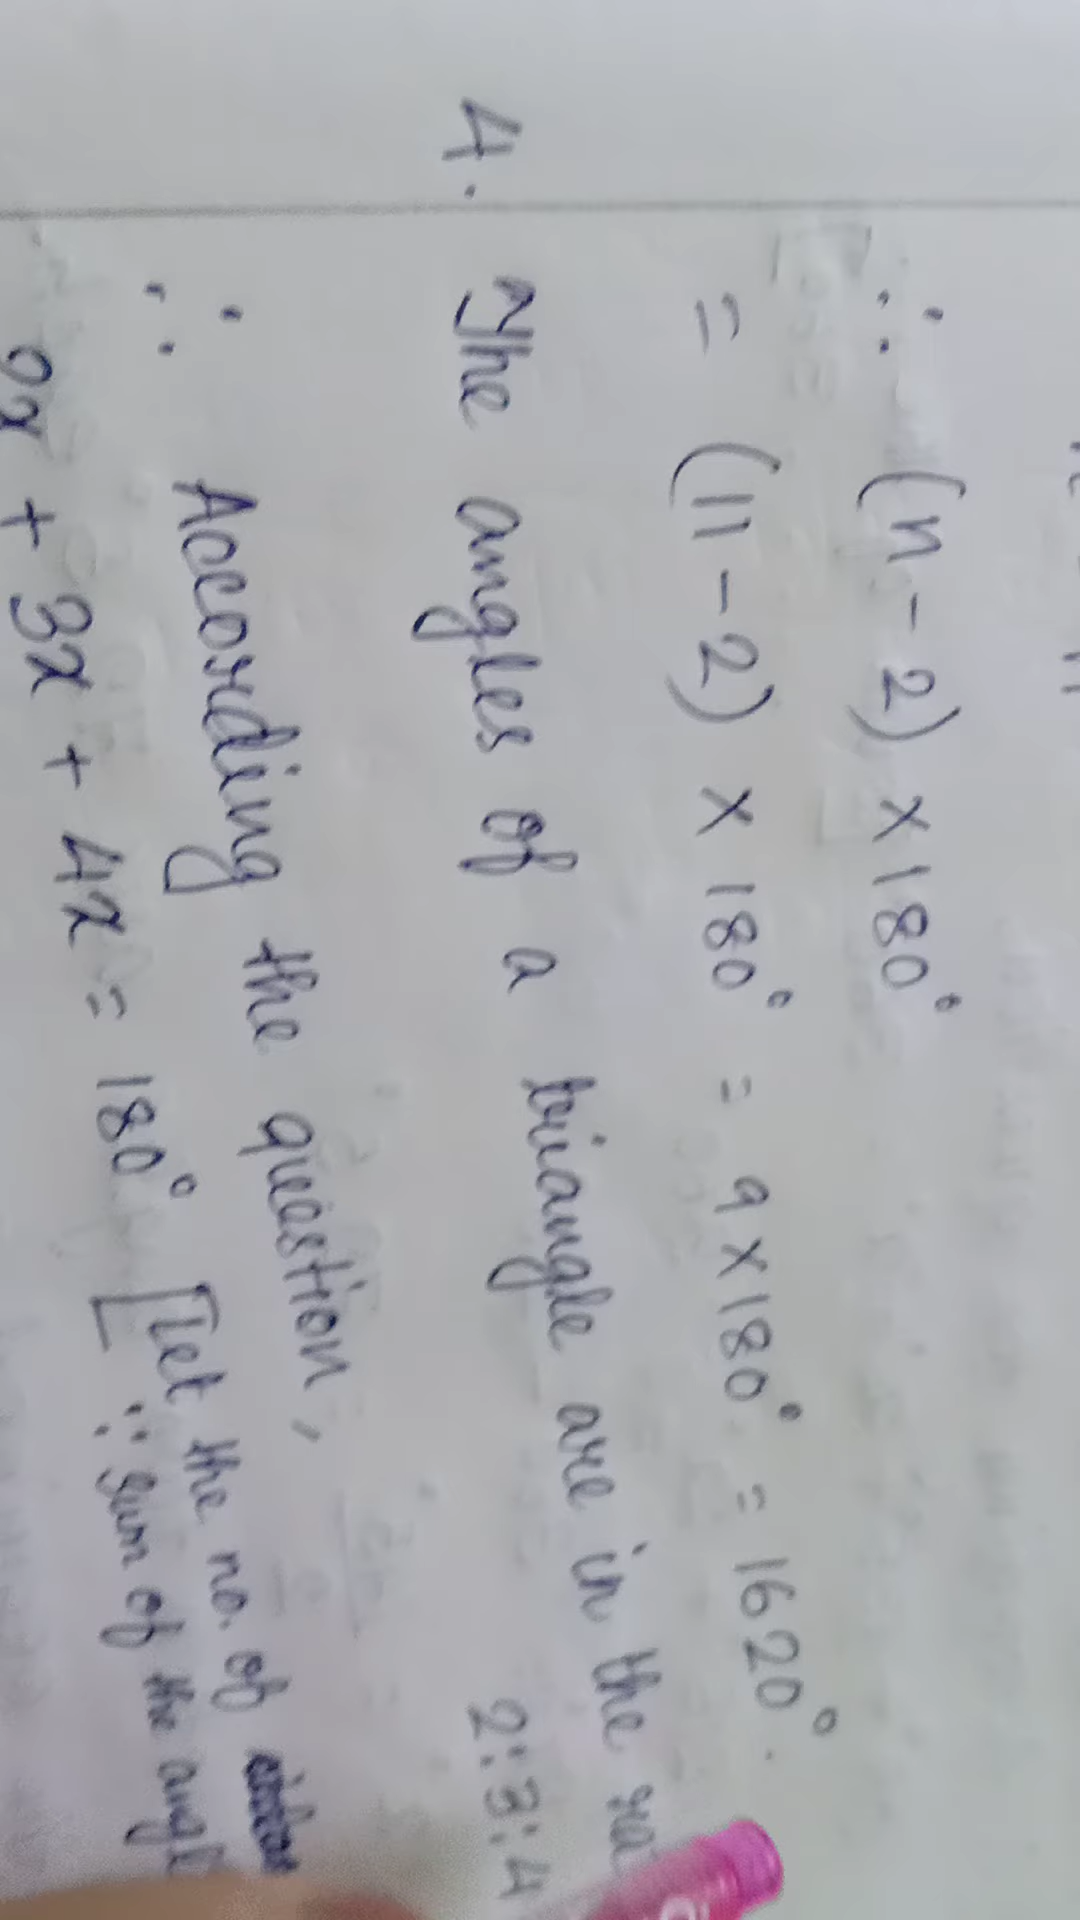 ∴ (n-2) × 180°
= (11-2) × 180° = 9 × 180° = 1620°.
4. The angles of a triangle are in the
2:3:4
∴ According the question,
2x + 3x + 4x = 180° [Let the no. of
∵ sum of the angl